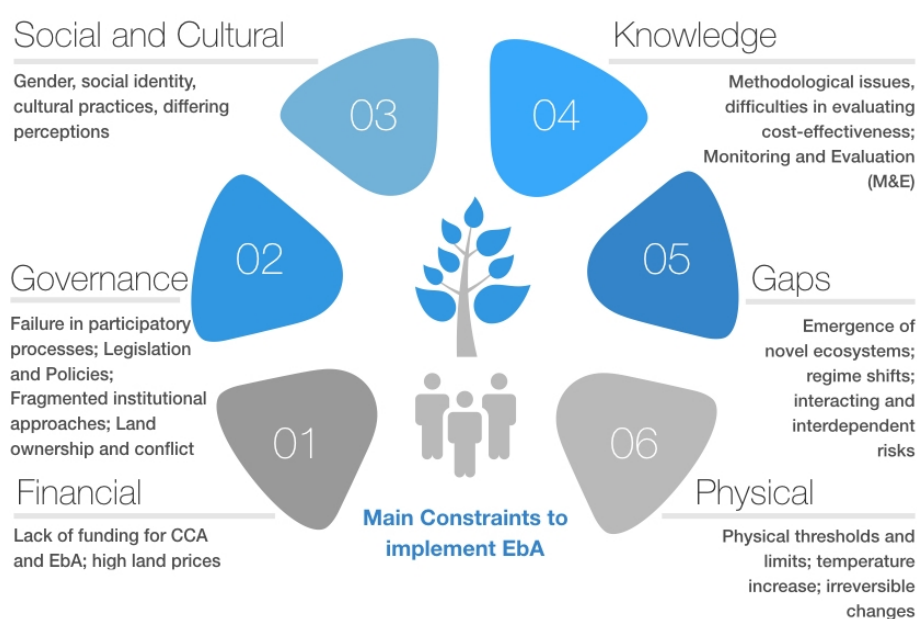 Social and Cultural
Gender, social identity,
cultural practices, differing
perceptions
03
04
Knowledge
Methodological issues,
difficulties in evaluating
cost-effectiveness;
Monitoring and Evaluation
(M&E)
02
Governance
Failure in participatory
processes; Legislation
and Policies;
Fragmented institutional
approaches; Land
ownership and conflict
05
Gaps
Emergence of
novel ecosystems;
regime shifts;
interacting and
interdependent
risks
01
Financial
Lack of funding for CCA
and EbA; high land prices
06
Physical
Physical thresholds and
limits; temperature
increase; irreversible
changes
Main Constraints to
implement EbA